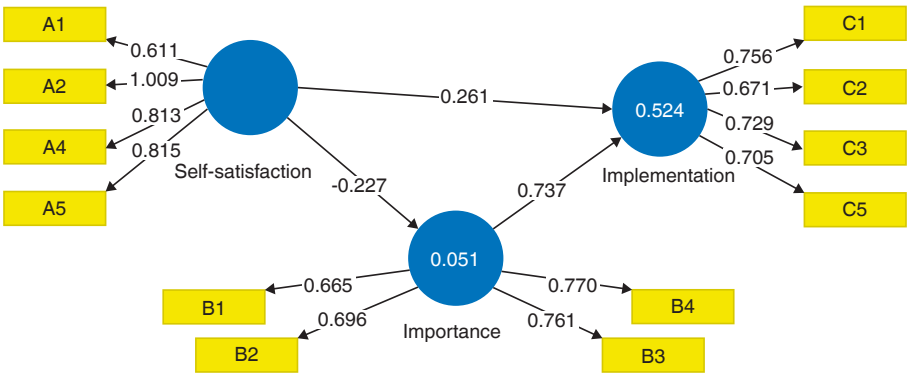 A1
A2
A4
A5
0.611
1.009
0.813
0.815
Self-satisfaction
0.261
-0.227
0.737
0.524
Implementation
0.756
0.671
0.729
0.705
C1
C2
C3
C5
0.051
Importance
0.665
0.696
0.770
0.761
B1
B2
B4
B3